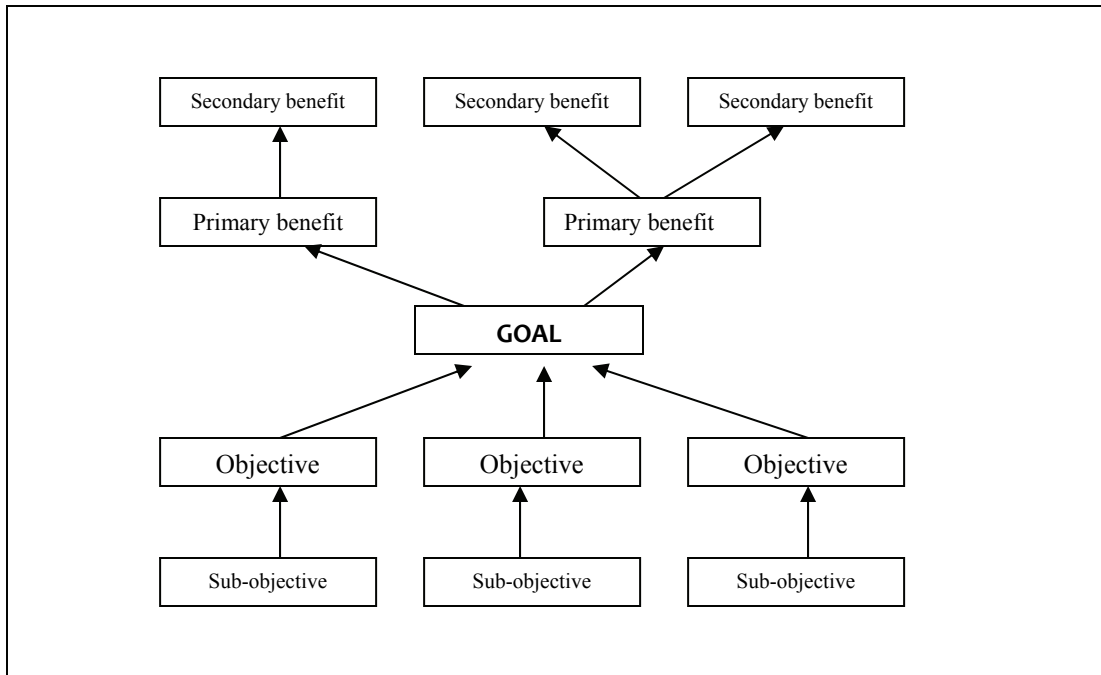 Secondary benefit
Secondary benefit
Secondary benefit
Primary benefit
Primary benefit
GOAL
Objective
Objective
Objective
Sub-objective
Sub-objective
Sub-objective